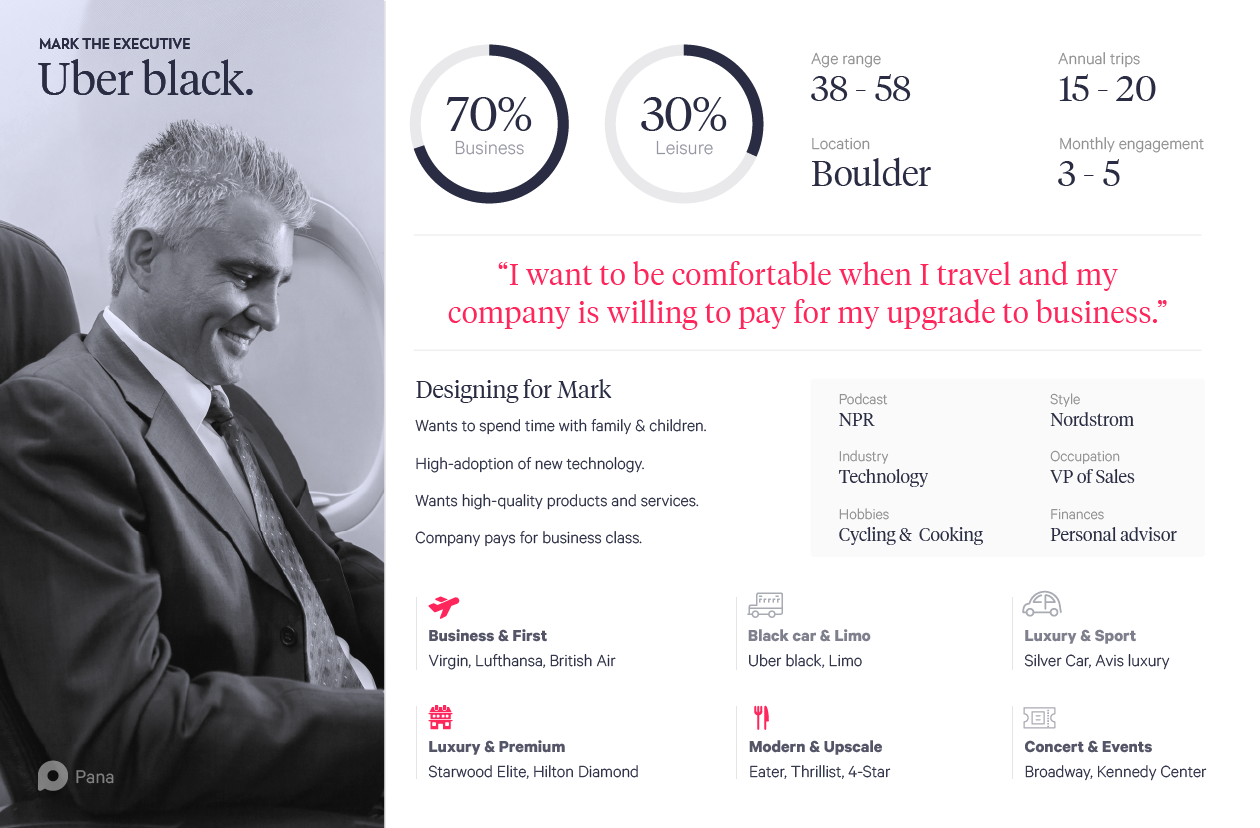 MARK THE EXECUTIVE
Uber black.
70%
Business
30%
Leisure
Age range
38 - 58
Annual trips
15 - 20
Location
Boulder
Monthly engagement
3 - 5
“I want to be comfortable when I travel and my
company is willing to pay for my upgrade to business.”
Designing for Mark
Wants to spend time with family & children.
High-adoption of new technology.
Wants high-quality products and services.
Company pays for business class.
Podcast
NPR
Style
Nordstrom
Industry
Technology
Occupation
VP of Sales
Hobbies
Cycling & Cooking
Finances
Personal advisor
Business & First
Virgin, Lufthansa, British Air
Black car & Limo
Uber black, Limo
Luxury & Sport
Silver Car, Avis luxury
Luxury & Premium
Starwood Elite, Hilton Diamond
Modern & Upscale
Eater, Thrillist, 4-Star
Concert & Events
Broadway, Kennedy Center
Pana